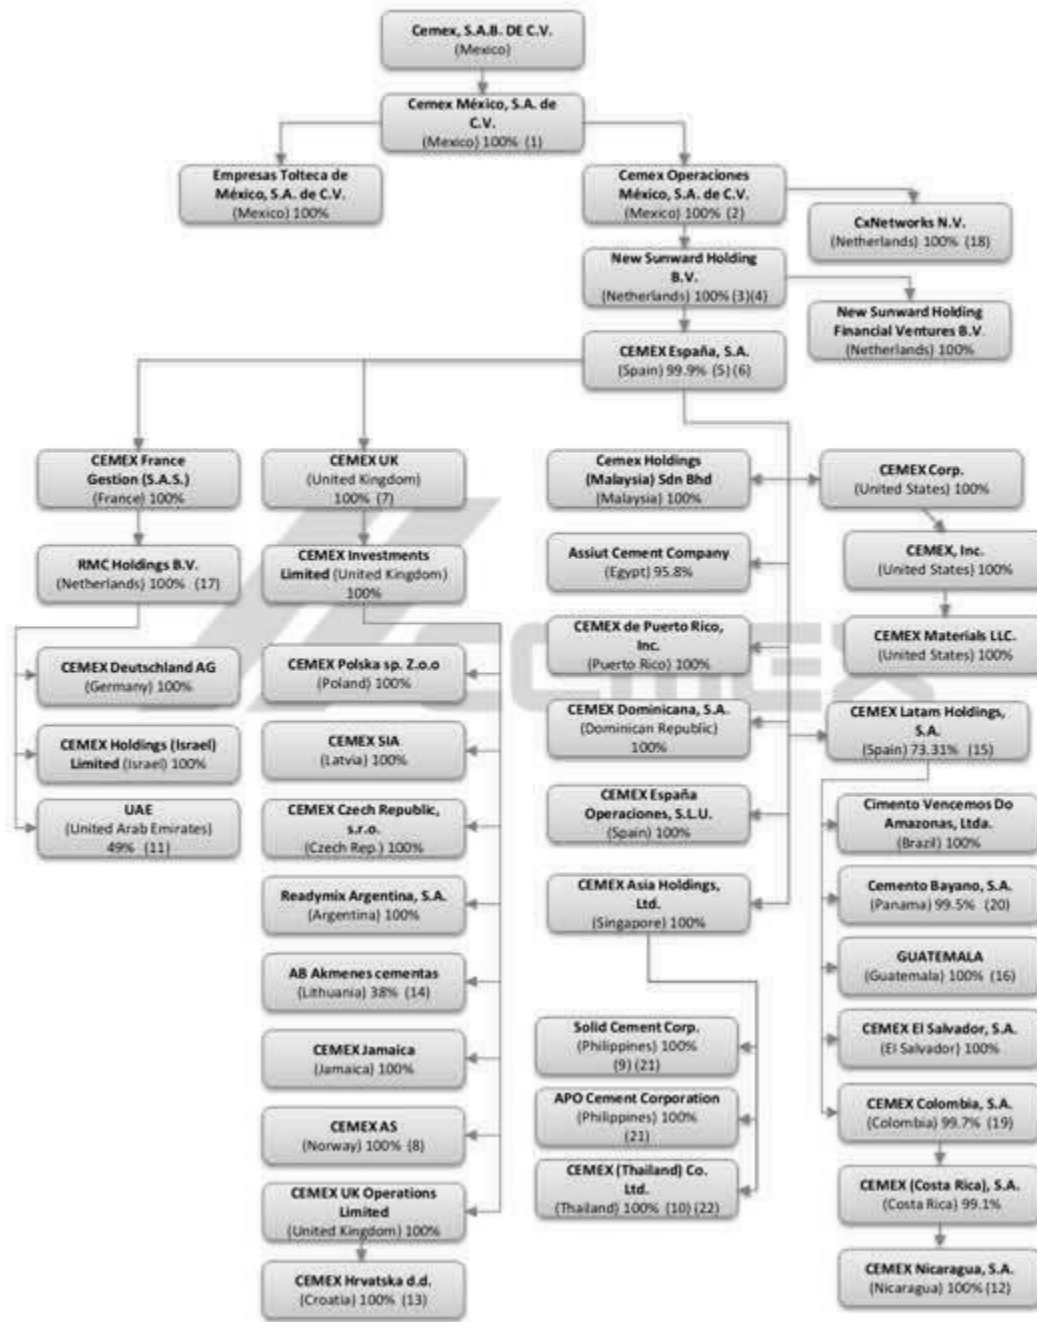 Cemex, S.A.B. DE C.V.
(Mexico)
Cemex México, S.A. de
C.V.
(Mexico) 100% (1)
Empresas Tolteca de
México, S.A. de C.V.
(Mexico) 100%
Cemex Operaciones
México, S.A. de C.V.
(Mexico) 100% (2)
CxNetworks N.V.
(Netherlands) 100% (18)
New Sunward Holding
B.V.
(Netherlands) 100% (3)(4)
New Sunward Holding
Financial Ventures B.V.
(Netherlands) 100%
CEMEX España, S.A.
(Spain) 99.9% (5) (6)
CEMEX France
Gestion (S.A.S.)
(France) 100%
RMC Holdings B.V.
(Netherlands) 100% (17)
CEMEX Deutschland AG
(Germany) 100%
CEMEX Holdings (Israel)
Limited (Israel) 100%
UAE
(United Arab Emirates)
49% (11)
CEMEX UK
(United Kingdom)
100% (7)
CEMEX Investments
Limited (United Kingdom)
100%
CEMEX Polska sp. Z.o.o
(Poland) 100%
CEMEX SIA
(Latvia) 100%
CEMEX Czech Republic,
s.r.o.
(Czech Rep.) 100%
Readymix Argentina, S.A.
(Argentina) 100%
AB Akmenes cementas
(Lithuania) 38% (14)
CEMEX Jamaica
(Jamaica) 100%
CEMEX AS
(Norway) 100% (8)
CEMEX UK Operations
Limited
(United Kingdom) 100%
CEMEX Hrvatska d.d.
(Croatia) 100% (13)
Cemex Holdings
(Malaysia) Sdn Bhd
(Malaysia) 100%
Assiut Cement Company
(Egypt) 95.8%
CEMEX de Puerto Rico,
Inc.
(Puerto Rico) 100%
CEMEX Dominicana, S.A.
(Dominican Republic)
100%
CEMEX España
Operaciones, S.L.U.
(Spain) 100%
CEMEX Asia Holdings,
Ltd.
(Singapore) 100%
Solid Cement Corp.
(Philippines) 100%
(9) (21)
APO Cement Corporation
(Philippines) 100%
(21)
CEMEX (Thailand) Co.
Ltd.
(Thailand) 100% (10) (22)
CEMEX Corp.
(United States) 100%
CEMEX, Inc.
(United States) 100%
CEMEX Materials LLC.
(United States) 100%
CEMEX Latam Holdings,
S.A.
(Spain) 73.31% (15)
Cimento Vencemos Do
Amazonas, Ltda.
(Brazil) 100%
Cemento Bayano, S.A.
(Panama) 99.5% (20)
GUATEMALA
(Guatemala) 100% (16)
CEMEX El Salvador, S.A.
(El Salvador) 100%
CEMEX Colombia, S.A.
(Colombia) 99.7% (19)
CEMEX (Costa Rica), S.A.
(Costa Rica) 99.1%
CEMEX Nicaragua, S.A.
(Nicaragua) 100% (12)
CEMEX